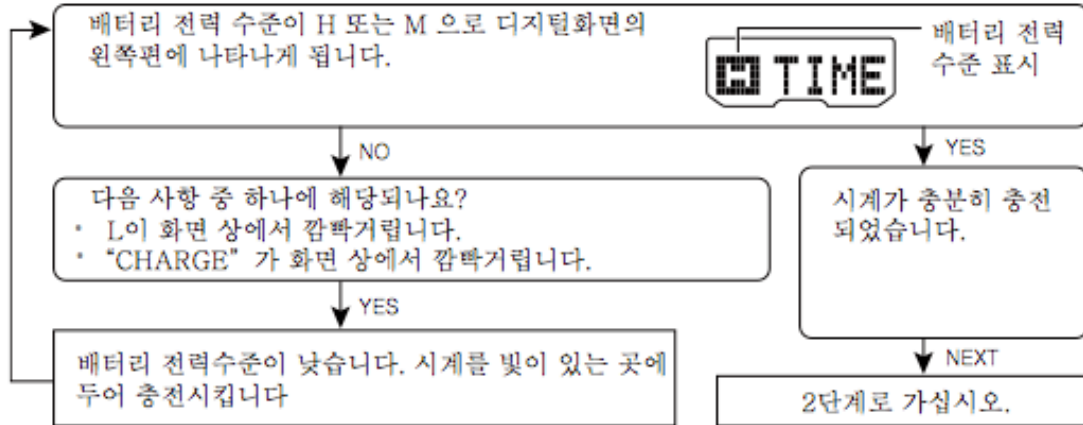 배터리 전력 수준이 H 또는 M 으로 디지털화면의
왼쪽편에 나타나게 됩니다.
배터리 전력
수준 표시
H TIME
NO
YES
다음 사항 중 하나에 해당되나요?
· L이 화면 상에서 깜빡거립니다.
· “CHARGE” 가 화면 상에서 깜빡거립니다.
시계가 충분히 충전
되었습니다.
YES
배터리 전력수준이 낮습니다. 시계를 빛이 있는 곳에
두어 충전시킵니다
NEXT
2단계로 가십시오.